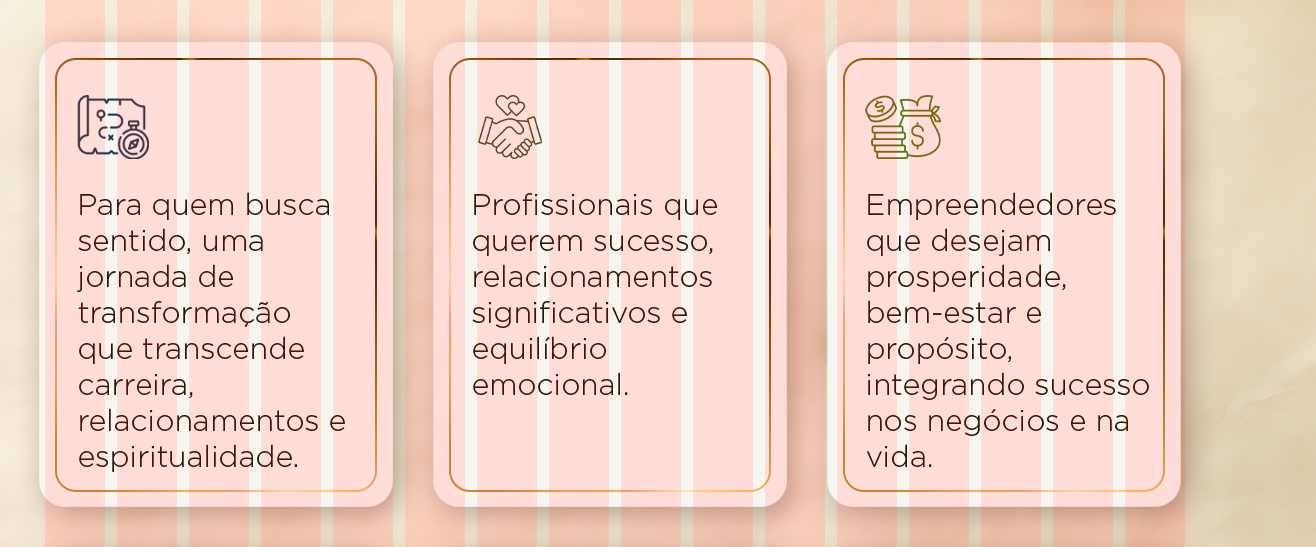 Para quem busca
sentido, uma
jornada de
transformação
que transcende
carreira,
relacionamentos e
espiritualidade.
Profissionais que
querem sucesso,
relacionamentos
significativos e
equilíbrio
emocional.
Empreendedores
que desejam
prosperidade,
bem-estar e
propósito,
integrando sucesso
nos negócios e na
vida.